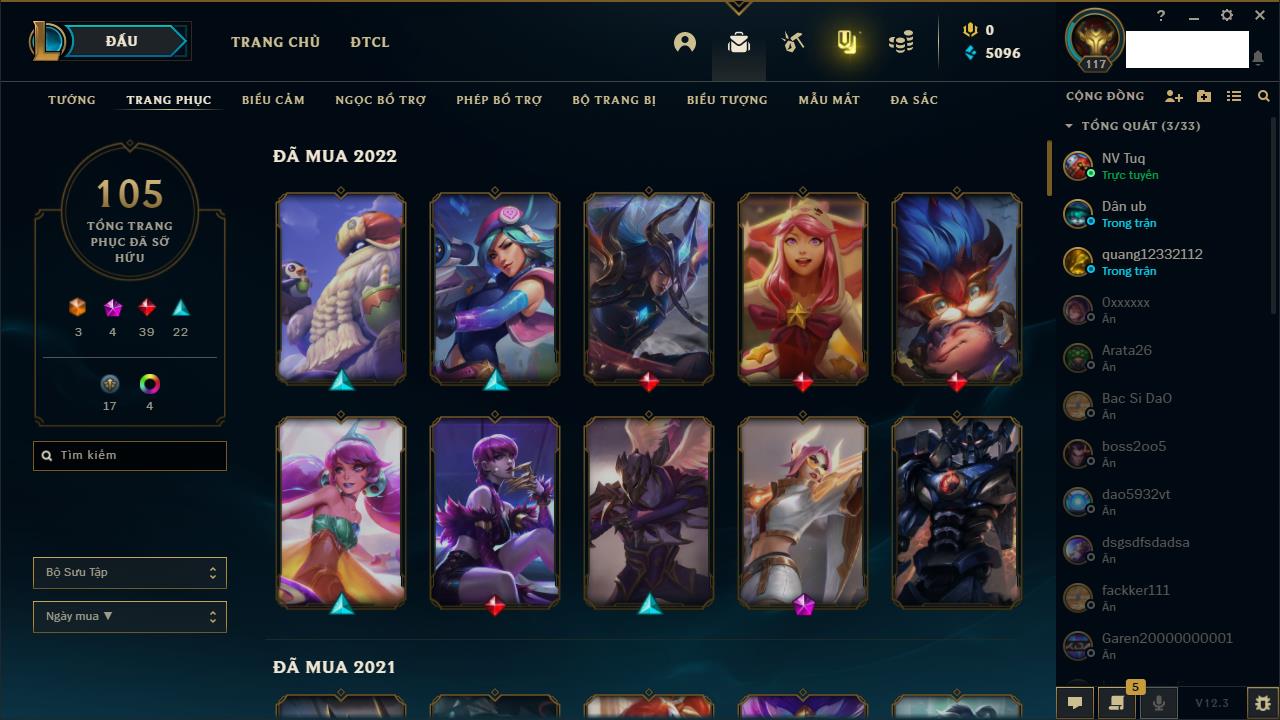 ĐẤU
TRANG CHỦ
ĐTCL
0
5096
117
?
TƯỚNG
TRANG PHỤC
BIỂU CẢM
NGỌC BỔ TRỢ
PHÉP BỔ TRỢ
BỘ TRANG BỊ
BIỂU TƯỢNG
MẪU MẮT
ĐA SẮC
105
TỔNG TRANG
PHỤC ĐÃ SỞ
HỮU
3
4
39
22
17
4
Tìm kiếm
Bộ Sưu Tập
Ngày mua ▼
ĐÃ MUA 2022
ĐÃ MUA 2021
CỘNG ĐỒNG
TỔNG QUÁT (3/33)
NV Tuq
Trực tuyến
Dân ub
Trong trận
quang12332112
Trong trận
0xxxxxx
Ẩn
Arata26
Ẩn
Bac Si DaO
Ẩn
boss2oo5
Ẩn
dao5932vt
Ẩn
dsgsdfsdadsa
Ẩn
fackker111
Ẩn
Garen20000000001
Ẩn
5
V12.3